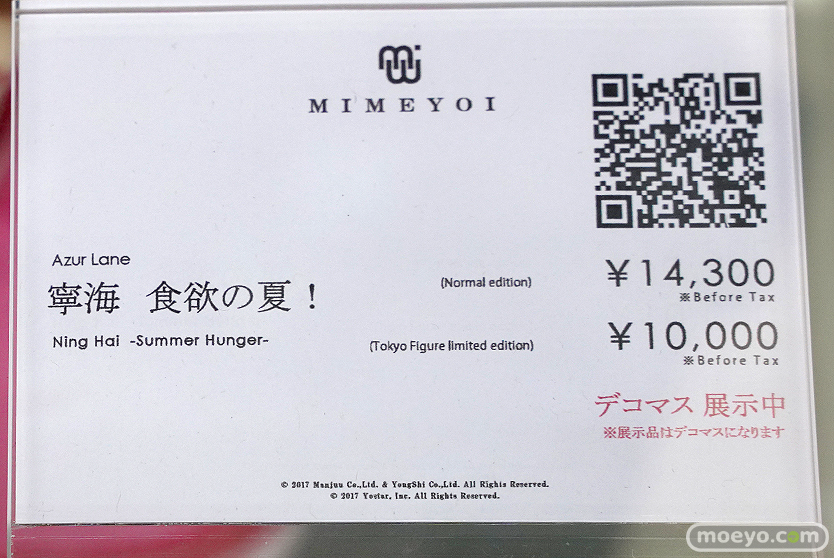 MIMEYOI
Azur Lane
寧海 食欲の夏！
Ning Hai -Summer Hunger-
(Normal edition)
￥14,300
※Before Tax
(Tokyo Figure limited edition)
￥10,000
※Before Tax
デコマス 展示中
※展示品はデコマスになります
© 2017 Manjuu Co.,Ltd. & YongShi Co.,Ltd. All Rights Reserved.
© 2017 Yostar, Inc. All Rights Reserved.
moeyo.com